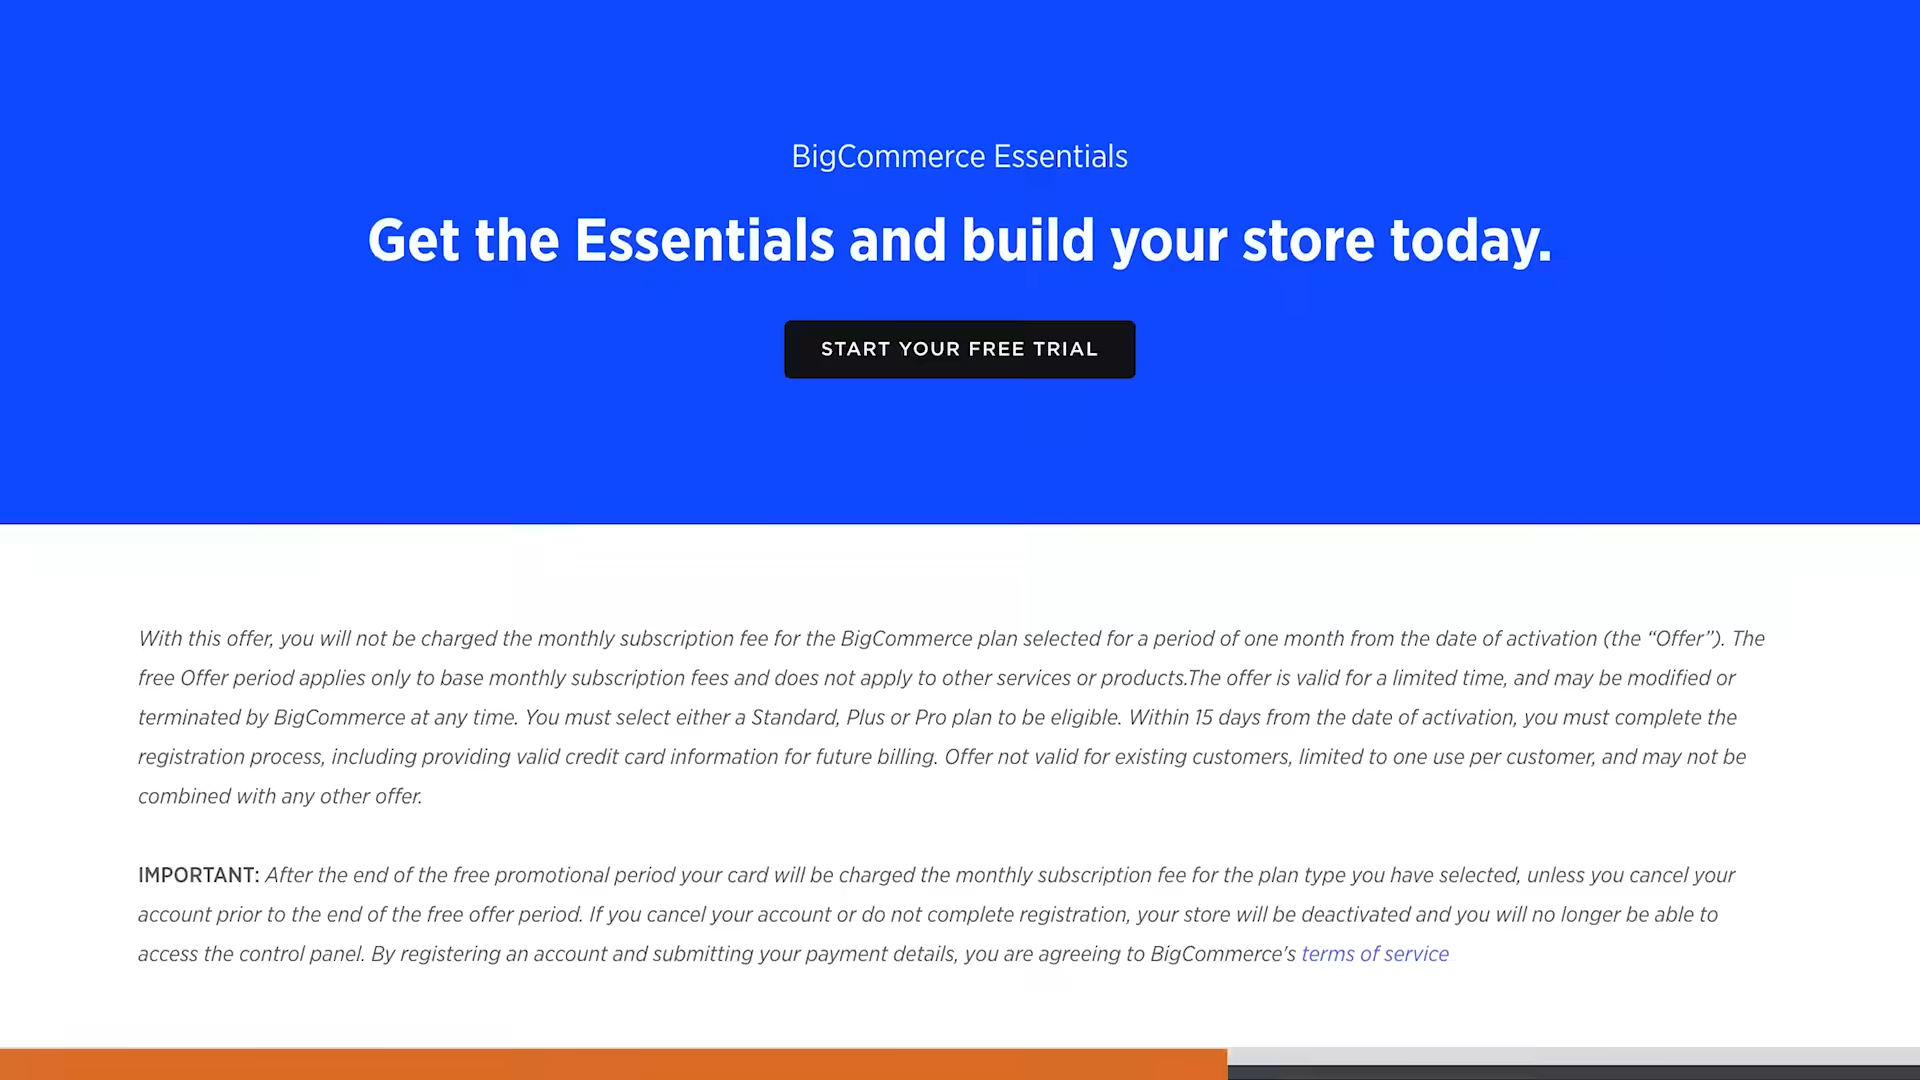 BigCommerce Essentials
Get the Essentials and build your store today.
START YOUR FREE TRIAL
With this offer, you will not be charged the monthly subscription fee for the BigCommerce plan selected for a period of one month from the date of activation (the “Offer”). The
free Offer period applies only to base monthly subscription fees and does not apply to other services or products.The offer is valid for a limited time, and may be modified or
terminated by BigCommerce at any time. You must select either a Standard, Plus or Pro plan to be eligible. Within 15 days from the date of activation, you must complete the
registration process, including providing valid credit card information for future billing. Offer not valid for existing customers, limited to one use per customer, and may not be
combined with any other offer.
IMPORTANT: After the end of the free promotional period your card will be charged the monthly subscription fee for the plan type you have selected, unless you cancel your
account prior to the end of the free offer period. If you cancel your account or do not complete registration, your store will be deactivated and you will no longer be able to
access the control panel. By registering an account and submitting your payment details, you are agreeing to BigCommerce's terms of service